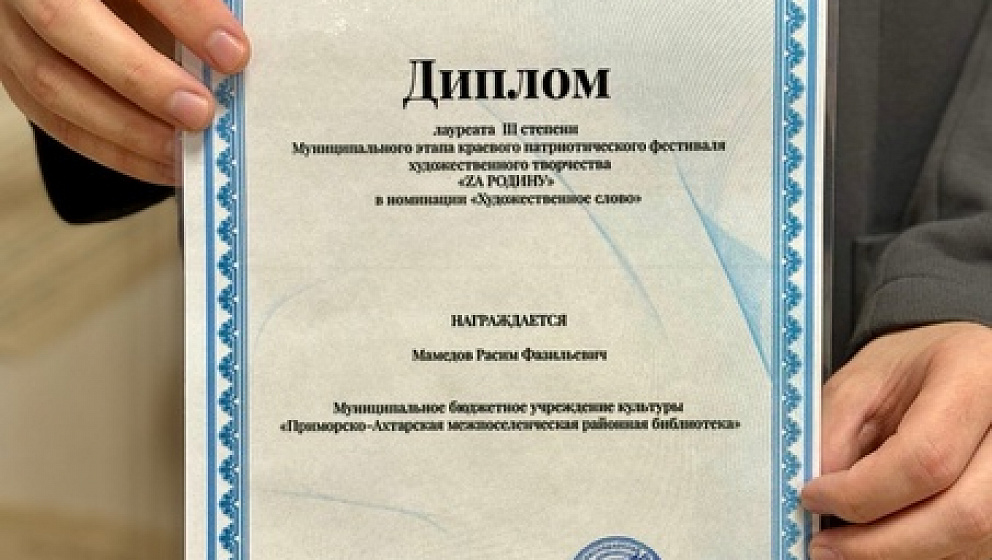 Диплом
лауреата III степени
Муниципального этапа краевого патриотического фестиваля
художественного творчества
«ZА РОДИНУ»
в номинации «Художественное слово»
НАГРАЖДАЕТСЯ
Мамедов Расим Фазильевич
Муниципальное бюджетное учреждение культуры
«Приморско-Ахтарская межпоселенческая районная библиотека»